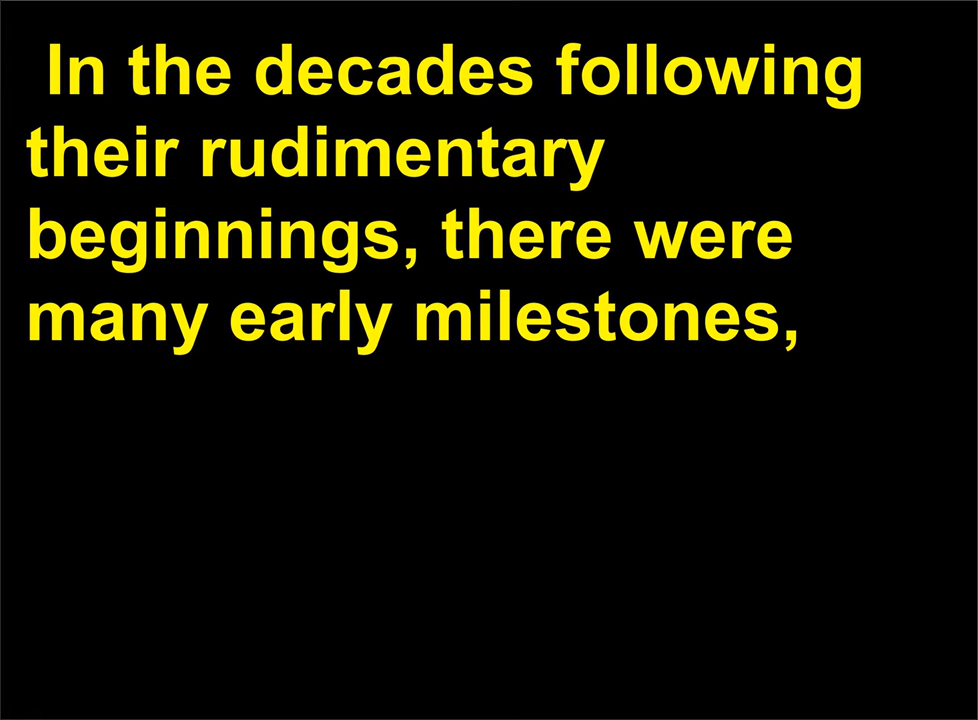 In the decades following
their rudimentary
beginnings, there were
many early milestones,